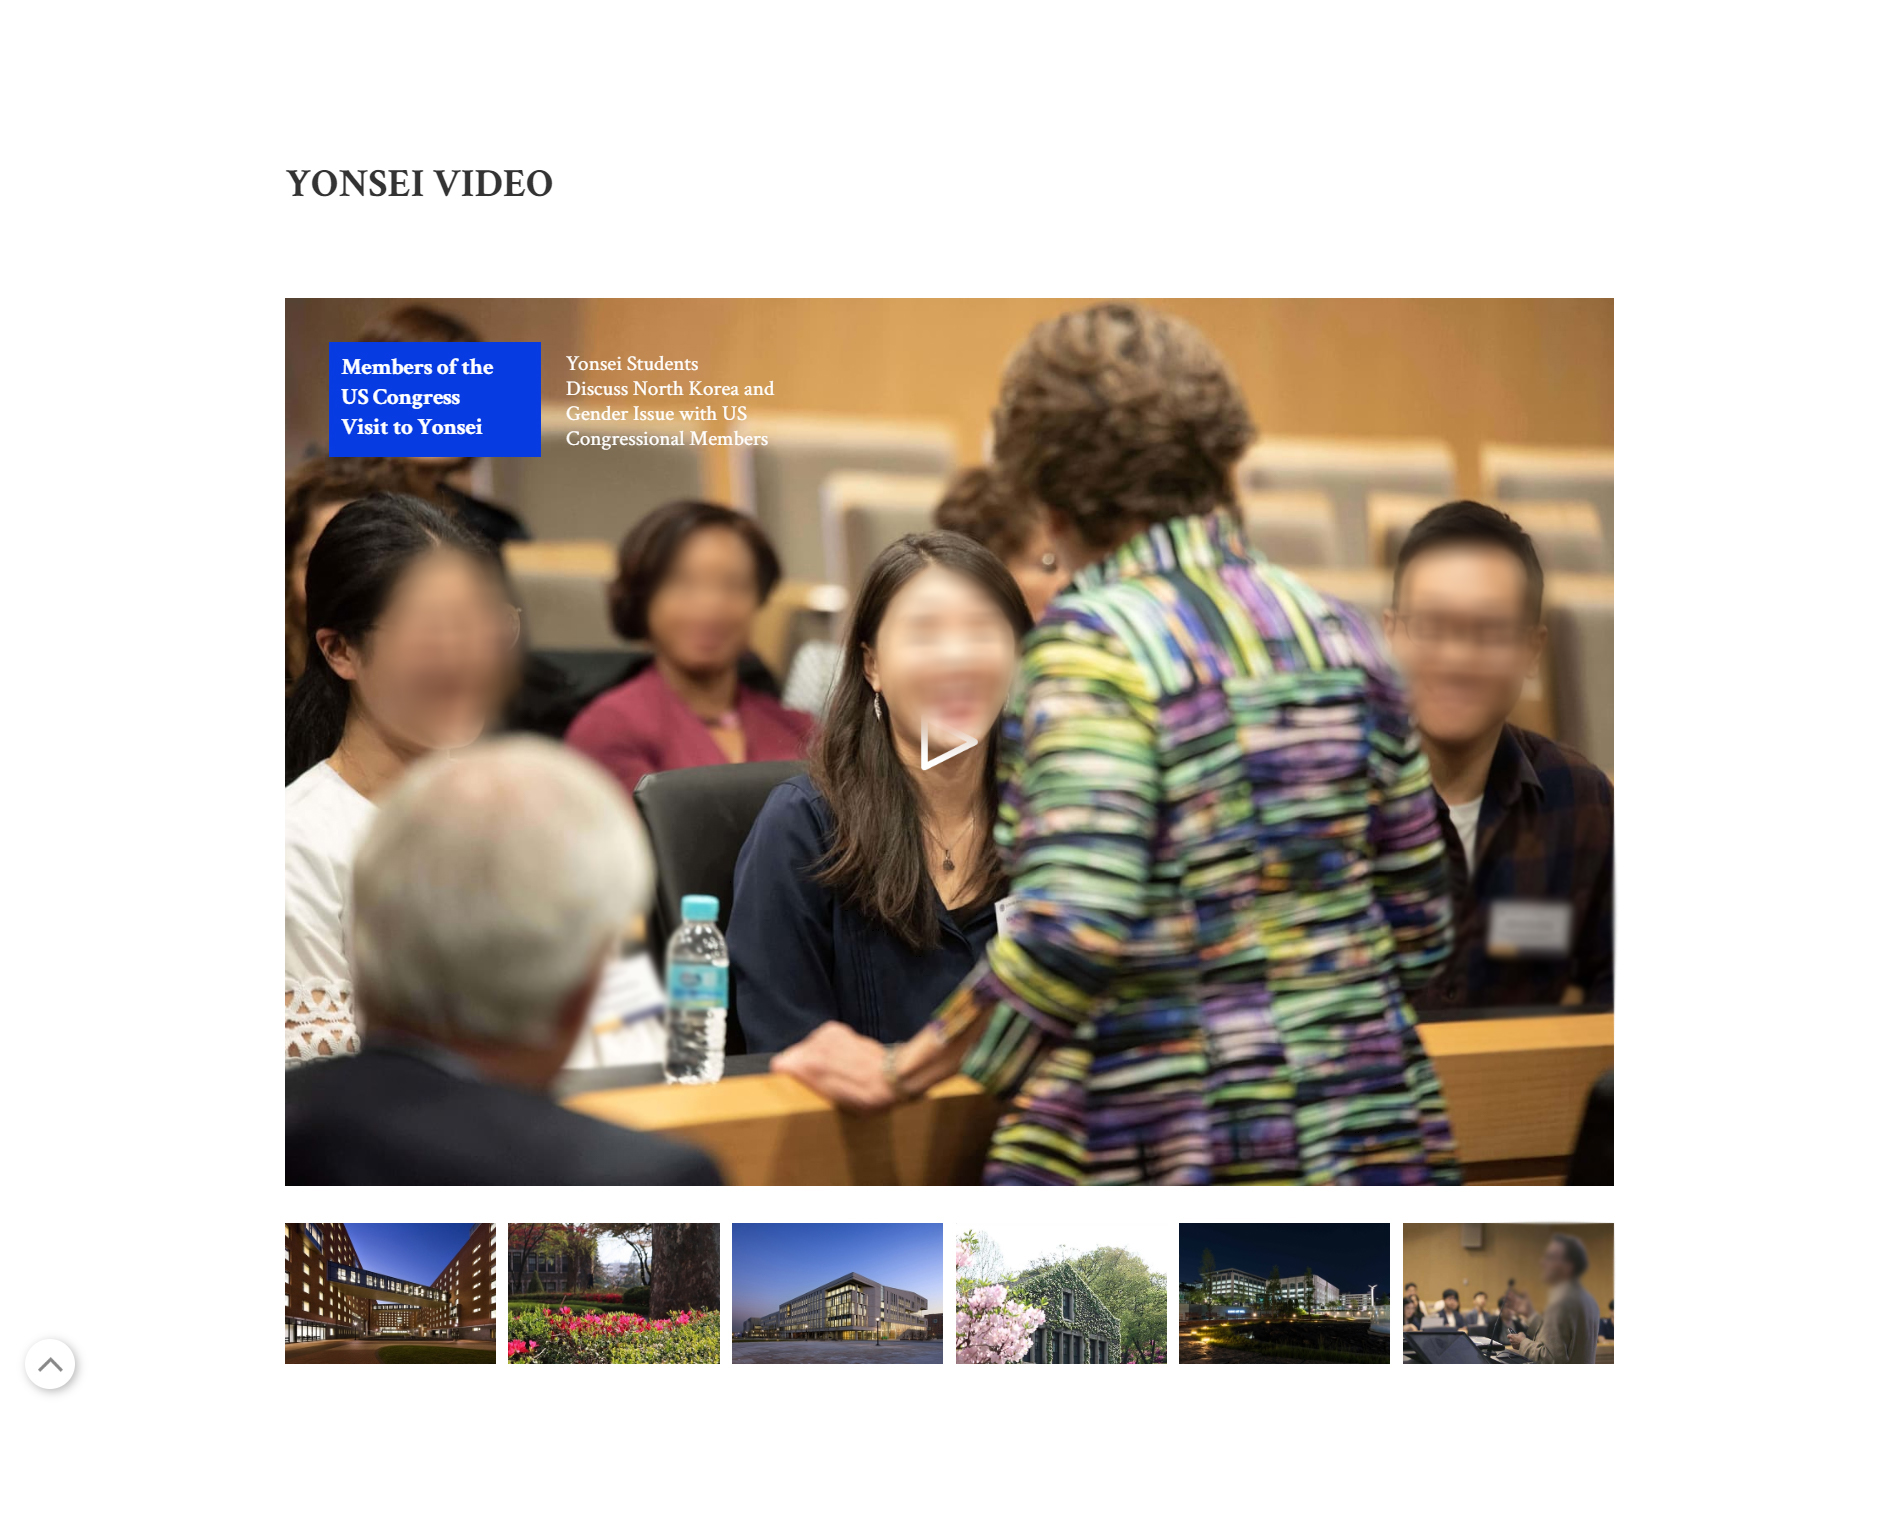 YONSEI VIDEO
Members of the
US Congress
Visit to Yonsei
Yonsei Students
Discuss North Korea and
Gender Issue with US
Congressional Members